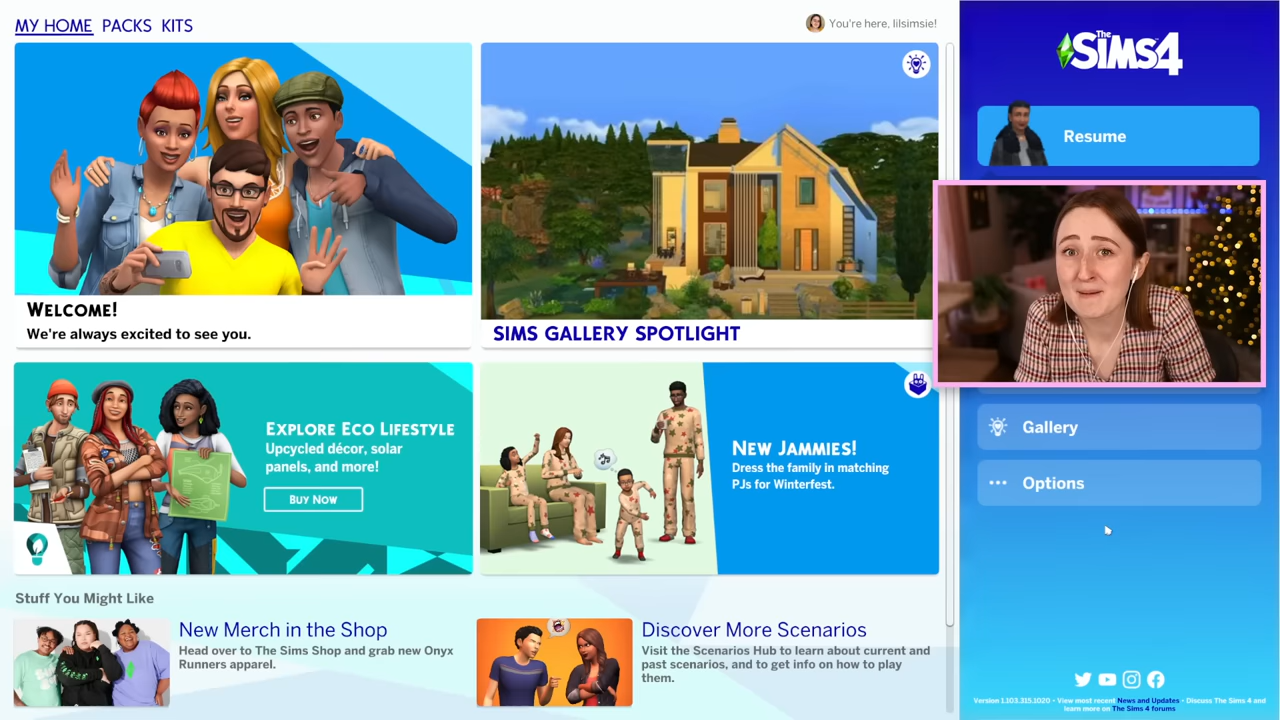 MY HOME PACKS KITS
You're here, lilsimsie!
WELCOME!
We're always excited to see you.
SIMS GALLERY SPOTLIGHT
EXPLORE ECO LIFESTYLE
Upcycled décor, solar
panels, and more!
BUY NOW
NEW JAMMIES!
Dress the family in matching
PJs for Winterfest.
Stuff You Might Like
New Merch in the Shop
Head over to The Sims Shop and grab new Onyx
Runners apparel.
Discover More Scenarios
Visit the Scenarios Hub to learn about current and
past scenarios, and to get info on how to play
them.
The SIMS 4
Resume
Gallery
Options
Version 1.103.315.1020 - View most recent News and Updates - Discuss The Sims 4 and
learn more on The Sims 4 forums